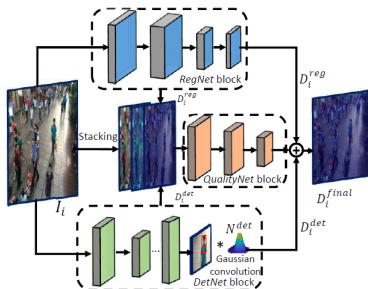 RegNet block
D_i^{reg}
D_i^{reg}
Stacking
I_i
QualityNet block
D_i^{det}
D_i^{final}
D_i^{det}
* N^{det}
Gaussian
convolution
DetNet block